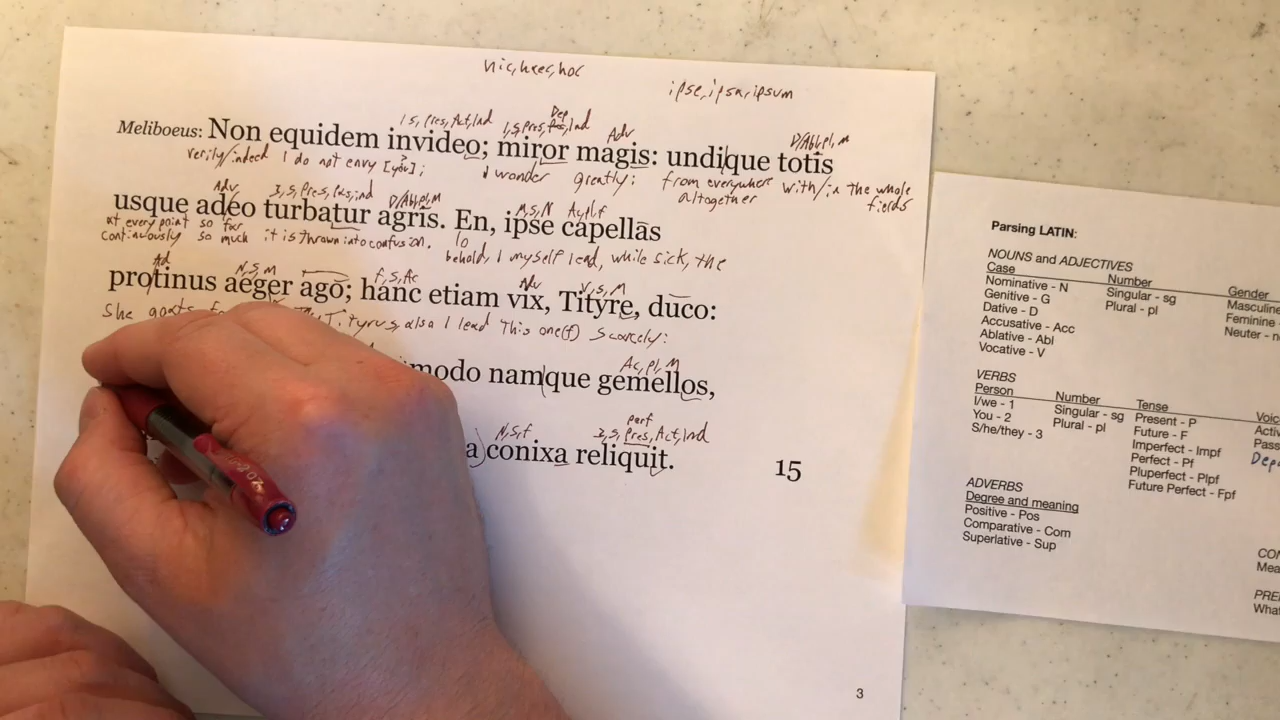 hic, haec, hoc
ipse, ipsa, ipsum
1 s, Pres, Act, Ind 1, s, Pres, Ind Dep Adv D/Abl, pl, M
Meliboeus: Non equidem invideo; miror magis: undique totis
verily/indeed I do not envy [you]; I wonder greatly: from everywhere with/in the whole
altogether fields
Adv 3, s, Pres, Pas, ind D/Abl, pl, M M, S, N Ac, pl, f
usque adeo turbatur agris. En, ipse capellas
at every point so far
continuously so much it is thrown into confusion. lo
behold, I myself lead, while sick, the
Ad N, S, m f, S, Ac Adv V, S, M
protinus aeger ago; hanc etiam vix, Tityre, duco:
she goats Tityrus, also I lead This one(f) scarcely:
Ac, pl, M
modo namque gemellos,
N, S, f perf
3, s, Pres, Act, Ind
a conixa reliquit. 15
3
Parsing LATIN:
NOUNS and ADJECTIVES
Case Number Gender
Nominative - N Singular - sg Masculine
Genitive - G Plural - pl Feminine
Dative - D Neuter - n
Accusative - Acc
Ablative - Abl
Vocative - V
VERBS
Person Number Tense
I/we - 1 Singular - sg Present - P
You - 2 Plural - pl Future - F
S/he/they - 3 Imperfect - Impf
Perfect - Pf
Pluperfect - Plpf
Future Perfect - Fpf
ADVERBS
Degree and meaning
Positive - Pos
Comparative - Com
Superlative - Sup